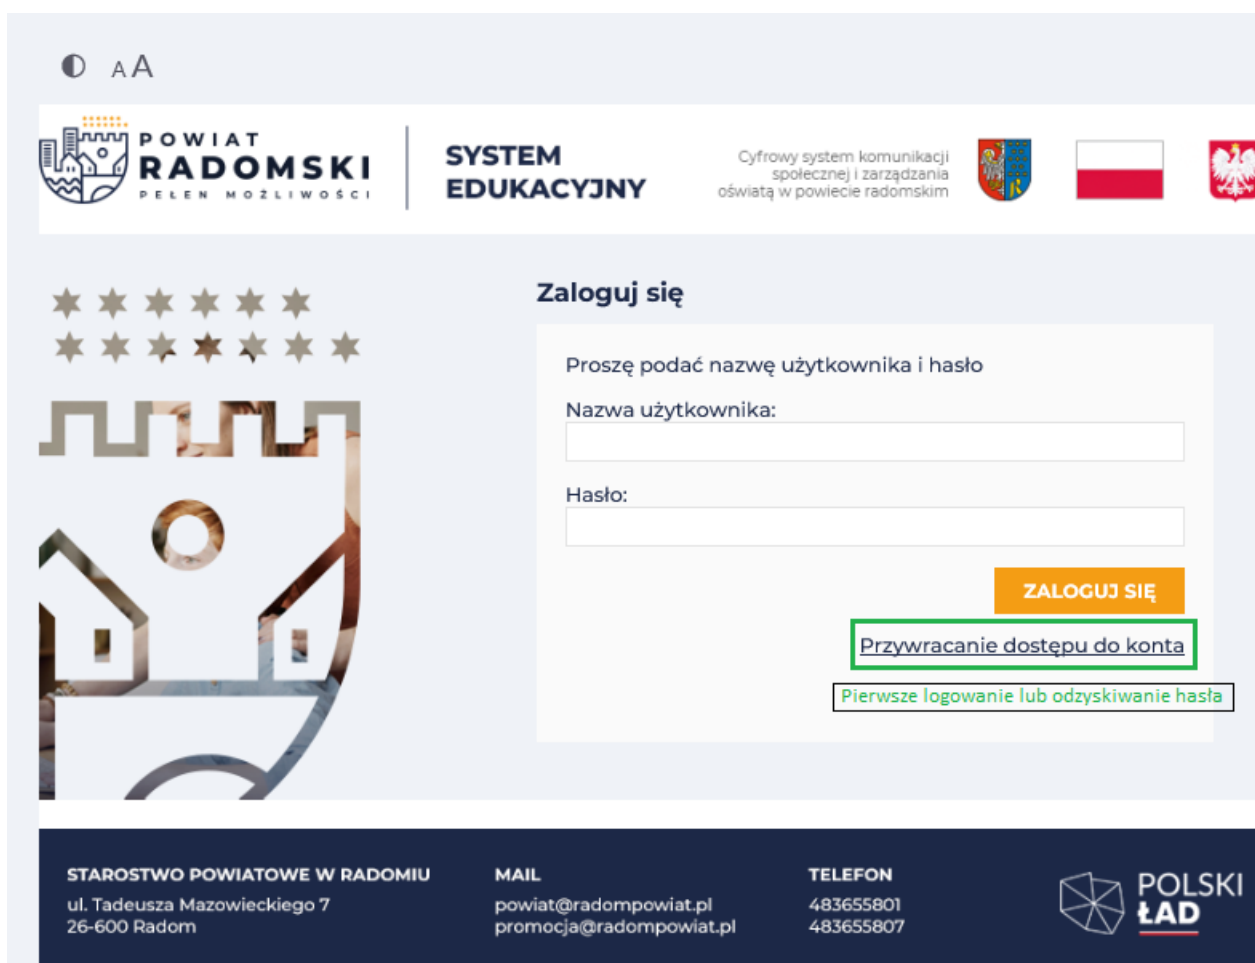 A A
POWIAT
RADOMSKI
PEŁEN MOŻLIWOŚCI
SYSTEM
EDUKACYJNY
Cyfrowy system komunikacji
społecznej i zarządzania
oświatą w powiecie radomskim
Zaloguj się
Proszę podać nazwę użytkownika i hasło
Nazwa użytkownika:
Hasło:
ZALOGUJ SIĘ
Przywracanie dostępu do konta
Pierwsze logowanie lub odzyskiwanie hasła
STAROSTWO POWIATOWE W RADOMIU
ul. Tadeusza Mazowieckiego 7
26-600 Radom
MAIL
powiat@radompowiat.pl
promocja@radompowiat.pl
TELEFON
483655801
483655807
POLSKI
ŁAD